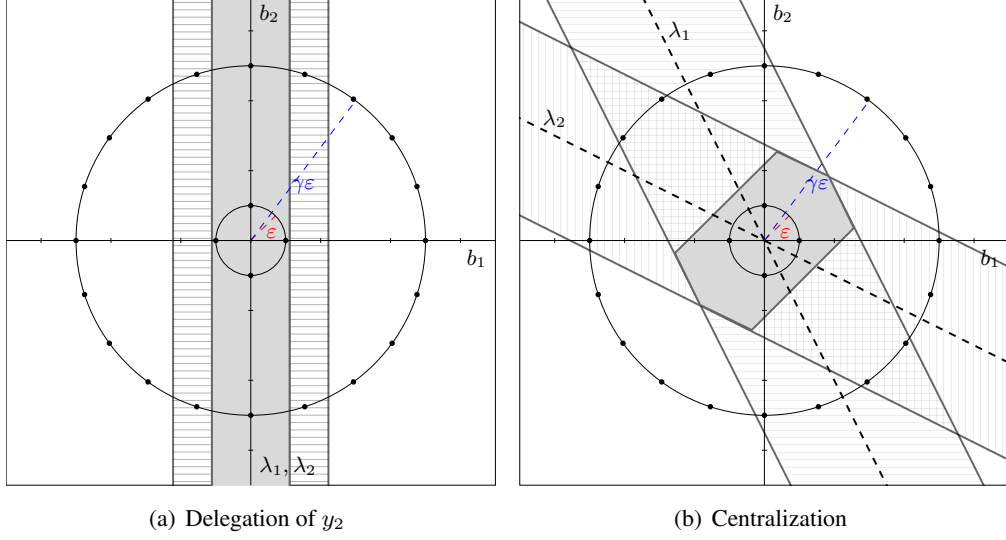 b₂
γε
ε
b₁
λ₁, λ₂
(a) Delegation of y₂
b₂
λ₁
λ₂
γε
ε
b₁
(b) Centralization